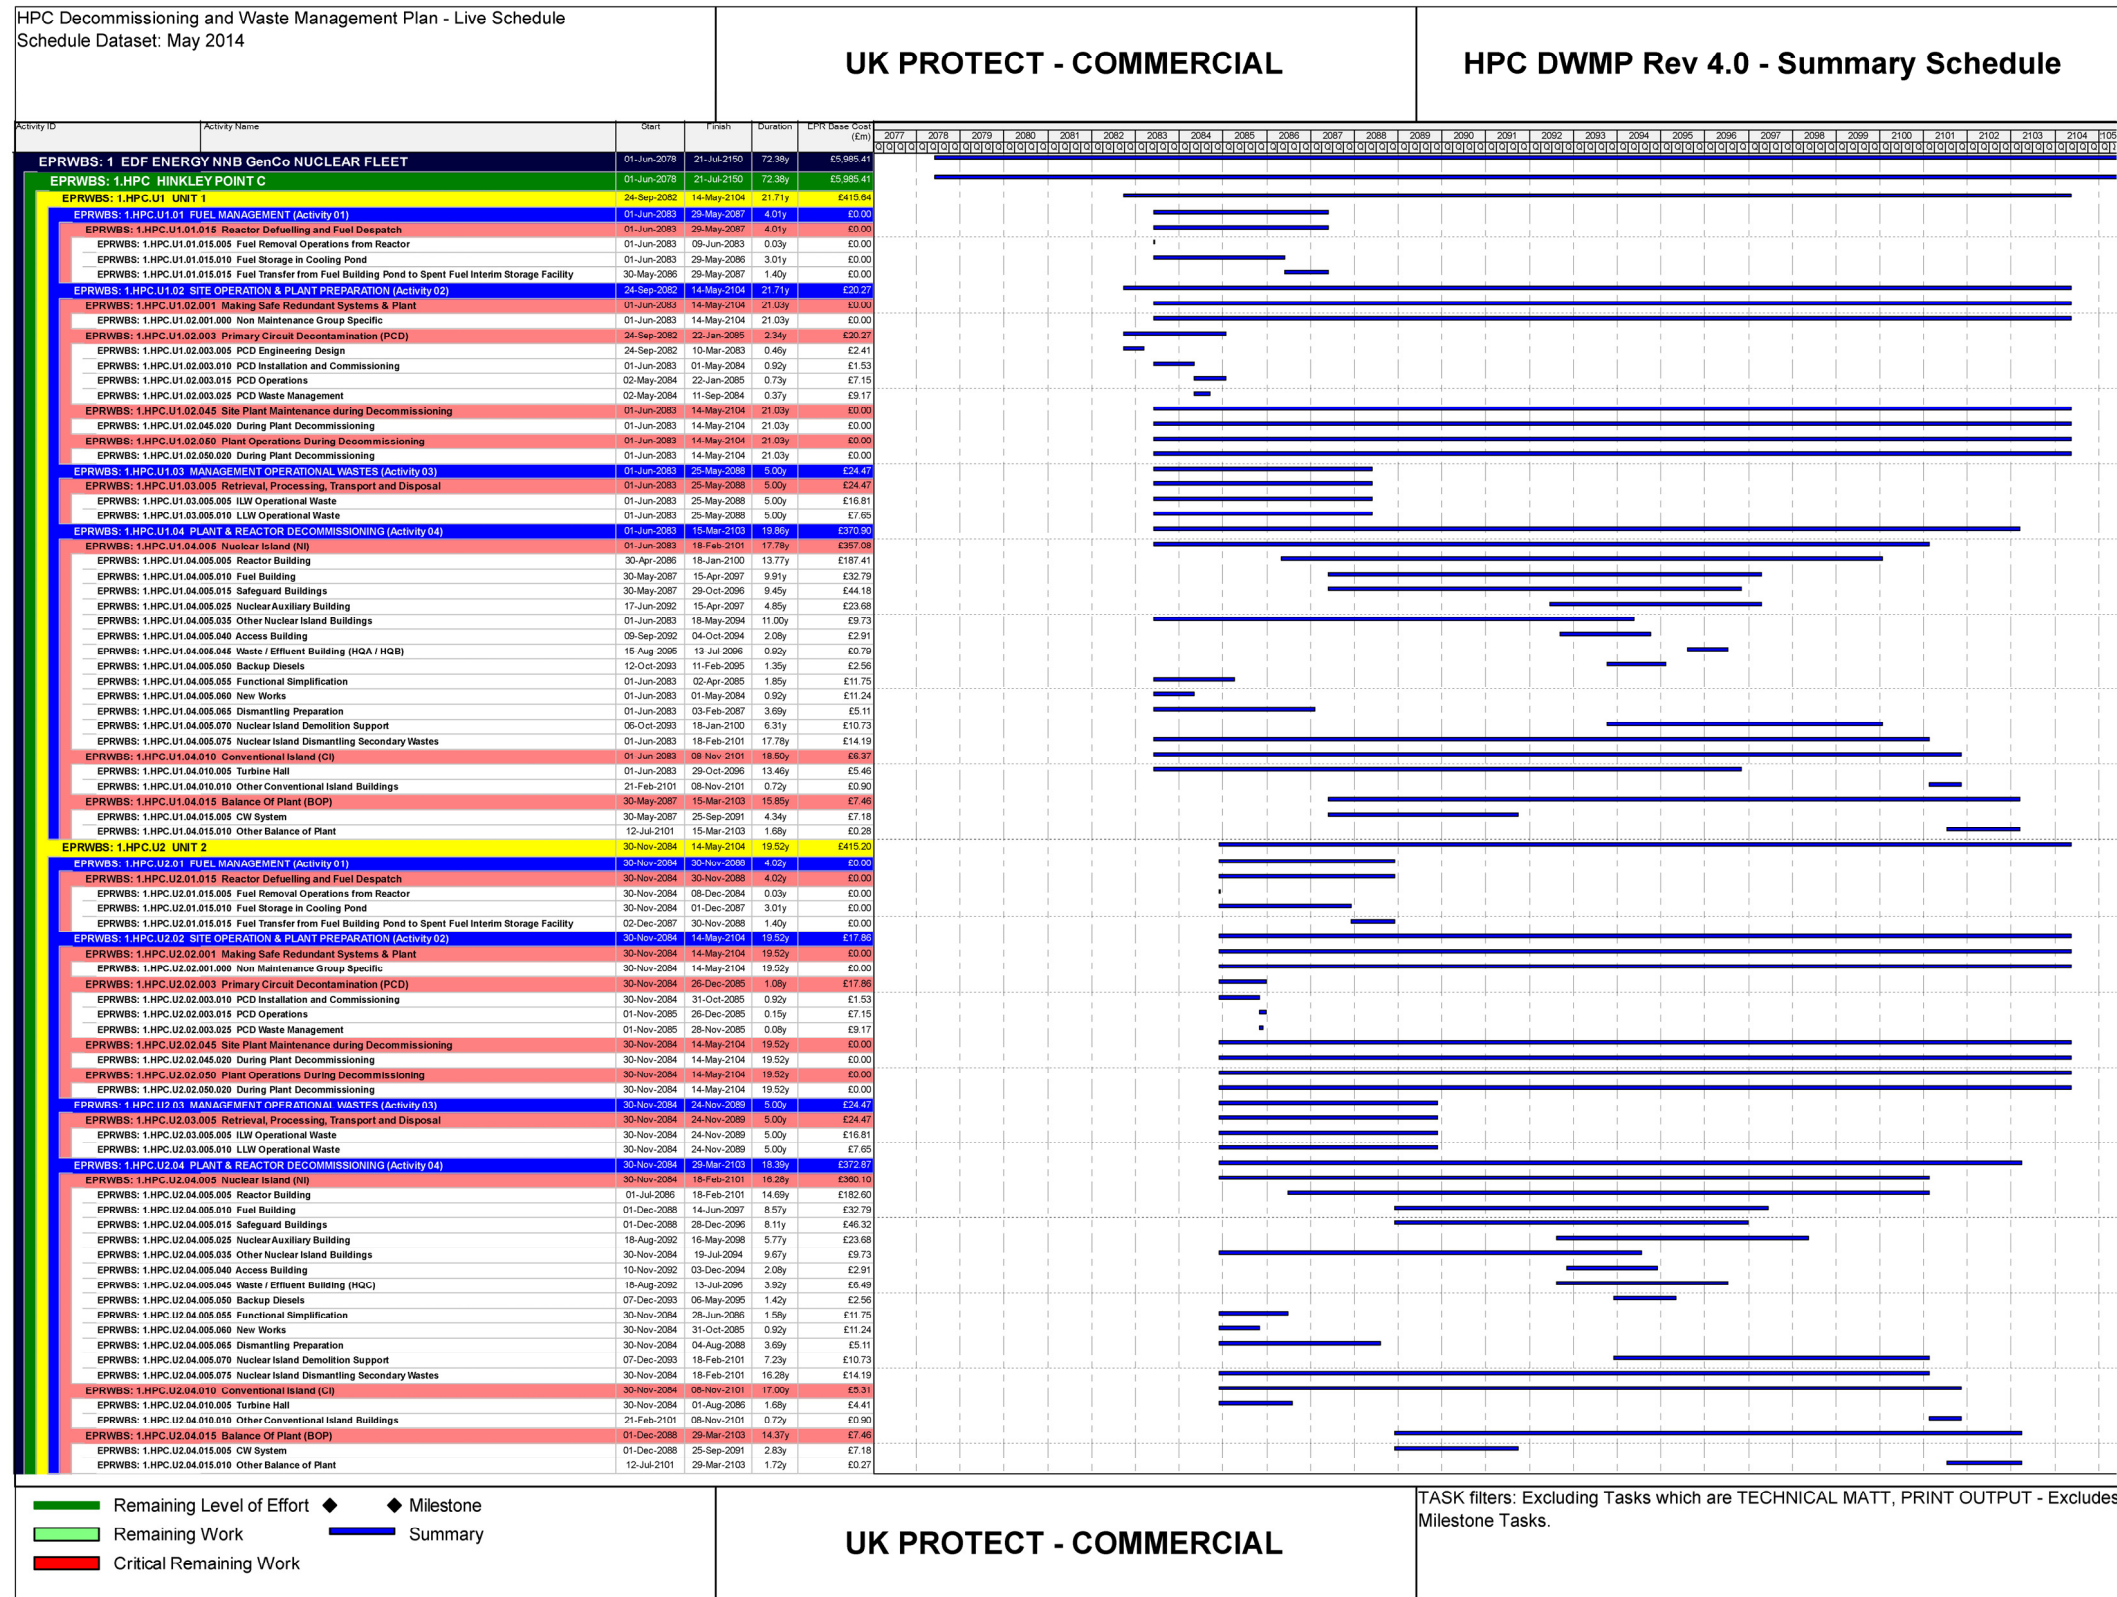 HPC Decommissioning and Waste Management Plan - Live Schedule
Schedule Dataset: May 2014
UK PROTECT - COMMERCIAL
HPC DWMP Rev 4.0 - Summary Schedule
Activity ID Activity Name Start Finish Duration EPR Base Cost (£m) 2077 2078 2079 2080 2081 2082 2083 2084 2085 2086 2087 2088 2089 2090 2091 2092 2093 2094 2095 2096 2097 2098 2099 2100 2101 2102 2103 2104
EPRWBS: 1 EDF ENERGY NNB GenCo NUCLEAR FLEET 01-Jun-2078 21-Jul-2150 72.38y £5,985.41
EPRWBS: 1.HPC HINKLEY POINT C 01-Jun-2078 21-Jul-2150 72.38y £5,985.41
EPRWBS: 1.HPC.U1 UNIT 1 24-Sep-2082 14-May-2104 21.71y £415.64
EPRWBS: 1.HPC.U1.01 FUEL MANAGEMENT (Activity 01) 01-Jun-2083 29-May-2087 4.01y £0.00
EPRWBS: 1.HPC.U1.01.015 Reactor Defuelling and Fuel Despatch 01-Jun-2083 29-May-2087 4.01y £0.00
EPRWBS: 1.HPC.U1.01.015.005 Fuel Removal Operations from Reactor 01-Jun-2083 09-Jun-2083 0.03y £0.00
EPRWBS: 1.HPC.U1.01.015.010 Fuel Storage in Cooling Pond 01-Jun-2083 29-May-2086 3.01y £0.00
EPRWBS: 1.HPC.U1.01.015.015 Fuel Transfer from Fuel Building Pond to Spent Fuel Interim Storage Facility 30-May-2086 29-May-2087 1.40y £0.00
EPRWBS: 1.HPC.U1.02 SITE OPERATION & PLANT PREPARATION (Activity 02) 24-Sep-2082 14-May-2104 21.71y £20.27
EPRWBS: 1.HPC.U1.02.001 Making Safe Redundant Systems & Plant 01-Jun-2083 14-May-2104 21.03y £0.00
EPRWBS: 1.HPC.U1.02.001.000 Non Maintenance Group Specific 01-Jun-2083 14-May-2104 21.03y £0.00
EPRWBS: 1.HPC.U1.02.003 Primary Circuit Decontamination (PCD) 24-Sep-2082 22-Jan-2085 2.34y £20.27
EPRWBS: 1.HPC.U1.02.003.005 PCD Engineering Design 24-Sep-2082 10-Mar-2083 0.46y £2.41
EPRWBS: 1.HPC.U1.02.003.010 PCD Installation and Commissioning 01-Jun-2083 01-May-2084 0.92y £1.53
EPRWBS: 1.HPC.U1.02.003.015 PCD Operations 02-May-2084 22-Jan-2085 0.73y £7.15
EPRWBS: 1.HPC.U1.02.003.025 PCD Waste Management 02-May-2084 11-Sep-2084 0.37y £9.17
EPRWBS: 1.HPC.U1.02.045 Site Plant Maintenance during Decommissioning 01-Jun-2083 14-May-2104 21.03y £0.00
EPRWBS: 1.HPC.U1.02.045.020 During Plant Decommissioning 01-Jun-2083 14-May-2104 21.03y £0.00
EPRWBS: 1.HPC.U1.02.050 Plant Operations During Decommissioning 01-Jun-2083 14-May-2104 21.03y £0.00
EPRWBS: 1.HPC.U1.02.050.020 During Plant Decommissioning 01-Jun-2083 14-May-2104 21.03y £0.00
EPRWBS: 1.HPC.U1.03 MANAGEMENT OPERATIONAL WASTES (Activity 03) 01-Jun-2083 25-May-2088 5.00y £24.47
EPRWBS: 1.HPC.U1.03.005 Retrieval, Processing, Transport and Disposal 01-Jun-2083 25-May-2088 5.00y £24.47
EPRWBS: 1.HPC.U1.03.005.005 ILW Operational Waste 01-Jun-2083 25-May-2088 5.00y £16.81
EPRWBS: 1.HPC.U1.03.005.010 LLW Operational Waste 01-Jun-2083 25-May-2088 5.00y £7.65
EPRWBS: 1.HPC.U1.04 PLANT & REACTOR DECOMMISSIONING (Activity 04) 01-Jun-2083 15-Mar-2103 19.86y £370.90
EPRWBS: 1.HPC.U1.04.005 Nuclear Island (NI) 01-Jun-2083 18-Feb-2101 17.78y £357.08
EPRWBS: 1.HPC.U1.04.005.005 Reactor Building 30-Apr-2086 18-Jan-2100 13.77y £187.41
EPRWBS: 1.HPC.U1.04.005.010 Fuel Building 30-May-2087 15-Apr-2097 9.91y £32.79
EPRWBS: 1.HPC.U1.04.005.015 Safeguard Buildings 30-May-2087 29-Oct-2096 9.45y £44.18
EPRWBS: 1.HPC.U1.04.005.025 Nuclear Auxiliary Building 17-Jun-2092 15-Apr-2097 4.85y £23.68
EPRWBS: 1.HPC.U1.04.005.035 Other Nuclear Island Buildings 01-Jun-2083 18-May-2094 11.00y £9.73
EPRWBS: 1.HPC.U1.04.005.040 Access Building 09-Sep-2092 04-Oct-2094 2.08y £2.91
EPRWBS: 1.HPC.U1.04.005.045 Waste / Effluent Building (HQA / HQB) 15-Aug-2095 13-Jul-2096 0.92y £0.79
EPRWBS: 1.HPC.U1.04.005.050 Backup Diesels 12-Oct-2093 11-Feb-2095 1.35y £2.56
EPRWBS: 1.HPC.U1.04.005.055 Functional Simplification 01-Jun-2083 02-Apr-2085 1.85y £11.75
EPRWBS: 1.HPC.U1.04.005.060 New Works 01-Jun-2083 01-May-2084 0.92y £11.24
EPRWBS: 1.HPC.U1.04.005.065 Dismantling Preparation 01-Jun-2083 03-Feb-2087 3.69y £5.11
EPRWBS: 1.HPC.U1.04.005.070 Nuclear Island Demolition Support 06-Oct-2093 18-Jan-2100 6.31y £10.73
EPRWBS: 1.HPC.U1.04.005.075 Nuclear Island Dismantling Secondary Wastes 01-Jun-2083 18-Feb-2101 17.78y £14.19
EPRWBS: 1.HPC.U1.04.010 Conventional Island (CI) 01-Jun-2083 08-Nov-2101 18.50y £6.37
EPRWBS: 1.HPC.U1.04.010.005 Turbine Hall 01-Jun-2083 29-Oct-2096 13.46y £5.46
EPRWBS: 1.HPC.U1.04.010.010 Other Conventional Island Buildings 21-Feb-2101 08-Nov-2101 0.72y £0.90
EPRWBS: 1.HPC.U1.04.015 Balance Of Plant (BOP) 30-May-2087 15-Mar-2103 15.85y £7.46
EPRWBS: 1.HPC.U1.04.015.005 CW System 30-May-2087 25-Sep-2091 4.34y £7.18
EPRWBS: 1.HPC.U1.04.015.010 Other Balance of Plant 12-Jul-2101 15-Mar-2103 1.68y £0.28
EPRWBS: 1.HPC.U2 UNIT 2 30-Nov-2084 14-May-2104 19.52y £415.20
EPRWBS: 1.HPC.U2.01 FUEL MANAGEMENT (Activity 01) 30-Nov-2084 30-Nov-2088 4.02y £0.00
EPRWBS: 1.HPC.U2.01.015 Reactor Defuelling and Fuel Despatch 30-Nov-2084 30-Nov-2088 4.02y £0.00
EPRWBS: 1.HPC.U2.01.015.005 Fuel Removal Operations from Reactor 30-Nov-2084 08-Dec-2084 0.03y £0.00
EPRWBS: 1.HPC.U2.01.015.010 Fuel Storage in Cooling Pond 30-Nov-2084 01-Dec-2087 3.01y £0.00
EPRWBS: 1.HPC.U2.01.015.015 Fuel Transfer from Fuel Building Pond to Spent Fuel Interim Storage Facility 02-Dec-2087 30-Nov-2088 1.40y £0.00
EPRWBS: 1.HPC.U2.02 SITE OPERATION & PLANT PREPARATION (Activity 02) 30-Nov-2084 14-May-2104 19.52y £17.86
EPRWBS: 1.HPC.U2.02.001 Making Safe Redundant Systems & Plant 30-Nov-2084 14-May-2104 19.52y £0.00
EPRWBS: 1.HPC.U2.02.001.000 Non Maintenance Group Specific 30-Nov-2084 14-May-2104 19.52y £0.00
EPRWBS: 1.HPC.U2.02.003 Primary Circuit Decontamination (PCD) 30-Nov-2084 26-Dec-2085 1.08y £17.86
EPRWBS: 1.HPC.U2.02.003.010 PCD Installation and Commissioning 30-Nov-2084 31-Oct-2085 0.92y £1.53
EPRWBS: 1.HPC.U2.02.003.015 PCD Operations 01-Nov-2085 26-Dec-2085 0.15y £7.15
EPRWBS: 1.HPC.U2.02.003.025 PCD Waste Management 01-Nov-2085 28-Nov-2085 0.08y £9.17
EPRWBS: 1.HPC.U2.02.045 Site Plant Maintenance during Decommissioning 30-Nov-2084 14-May-2104 19.52y £0.00
EPRWBS: 1.HPC.U2.02.045.020 During Plant Decommissioning 30-Nov-2084 14-May-2104 19.52y £0.00
EPRWBS: 1.HPC.U2.02.050 Plant Operations During Decommissioning 30-Nov-2084 14-May-2104 19.52y £0.00
EPRWBS: 1.HPC.U2.02.050.020 During Plant Decommissioning 30-Nov-2084 14-May-2104 19.52y £0.00
EPRWBS: 1.HPC.U2.03 MANAGEMENT OPERATIONAL WASTES (Activity 03) 30-Nov-2084 24-Nov-2089 5.00y £24.47
EPRWBS: 1.HPC.U2.03.005 Retrieval, Processing, Transport and Disposal 30-Nov-2084 24-Nov-2089 5.00y £24.47
EPRWBS: 1.HPC.U2.03.005.005 ILW Operational Waste 30-Nov-2084 24-Nov-2089 5.00y £16.81
EPRWBS: 1.HPC.U2.03.005.010 LLW Operational Waste 30-Nov-2084 24-Nov-2089 5.00y £7.65
EPRWBS: 1.HPC.U2.04 PLANT & REACTOR DECOMMISSIONING (Activity 04) 30-Nov-2084 29-Mar-2103 18.39y £372.87
EPRWBS: 1.HPC.U2.04.005 Nuclear Island (NI) 30-Nov-2084 18-Feb-2101 16.28y £360.10
EPRWBS: 1.HPC.U2.04.005.005 Reactor Building 01-Jul-2086 18-Feb-2101 14.69y £182.60
EPRWBS: 1.HPC.U2.04.005.010 Fuel Building 01-Dec-2088 14-Jun-2097 8.57y £32.79
EPRWBS: 1.HPC.U2.04.005.015 Safeguard Buildings 01-Dec-2088 28-Dec-2096 8.11y £46.32
EPRWBS: 1.HPC.U2.04.005.025 Nuclear Auxiliary Building 18-Aug-2092 16-May-2098 5.77y £23.68
EPRWBS: 1.HPC.U2.04.005.035 Other Nuclear Island Buildings 30-Nov-2084 19-Jul-2094 9.67y £9.73
EPRWBS: 1.HPC.U2.04.005.040 Access Building 10-Nov-2092 03-Dec-2094 2.08y £2.91
EPRWBS: 1.HPC.U2.04.005.045 Waste / Effluent Building (HQC) 18-Aug-2092 13-Jul-2096 3.92y £6.49
EPRWBS: 1.HPC.U2.04.005.050 Backup Diesels 07-Dec-2093 06-May-2095 1.42y £2.56
EPRWBS: 1.HPC.U2.04.005.055 Functional Simplification 30-Nov-2084 28-Jun-2086 1.58y £11.75
EPRWBS: 1.HPC.U2.04.005.060 New Works 30-Nov-2084 31-Oct-2085 0.92y £11.24
EPRWBS: 1.HPC.U2.04.005.065 Dismantling Preparation 30-Nov-2084 04-Aug-2088 3.69y £5.11
EPRWBS: 1.HPC.U2.04.005.070 Nuclear Island Demolition Support 07-Dec-2093 18-Feb-2101 7.23y £10.73
EPRWBS: 1.HPC.U2.04.005.075 Nuclear Island Dismantling Secondary Wastes 30-Nov-2084 18-Feb-2101 16.28y £14.19
EPRWBS: 1.HPC.U2.04.010 Conventional Island (CI) 30-Nov-2084 08-Nov-2101 17.00y £5.31
EPRWBS: 1.HPC.U2.04.010.005 Turbine Hall 30-Nov-2084 01-Aug-2086 1.68y £4.41
EPRWBS: 1.HPC.U2.04.010.010 Other Conventional Island Buildings 21-Feb-2101 08-Nov-2101 0.72y £0.90
EPRWBS: 1.HPC.U2.04.015 Balance Of Plant (BOP) 01-Dec-2088 29-Mar-2103 14.37y £7.46
EPRWBS: 1.HPC.U2.04.015.005 CW System 01-Dec-2088 25-Sep-2091 2.83y £7.18
EPRWBS: 1.HPC.U2.04.015.010 Other Balance of Plant 12-Jul-2101 29-Mar-2103 1.72y £0.27
Remaining Level of Effort
Milestone
Remaining Work
Summary
Critical Remaining Work
UK PROTECT - COMMERCIAL
TASK filters: Excluding Tasks which are TECHNICAL MATT, PRINT OUTPUT - Excludes
Milestone Tasks.